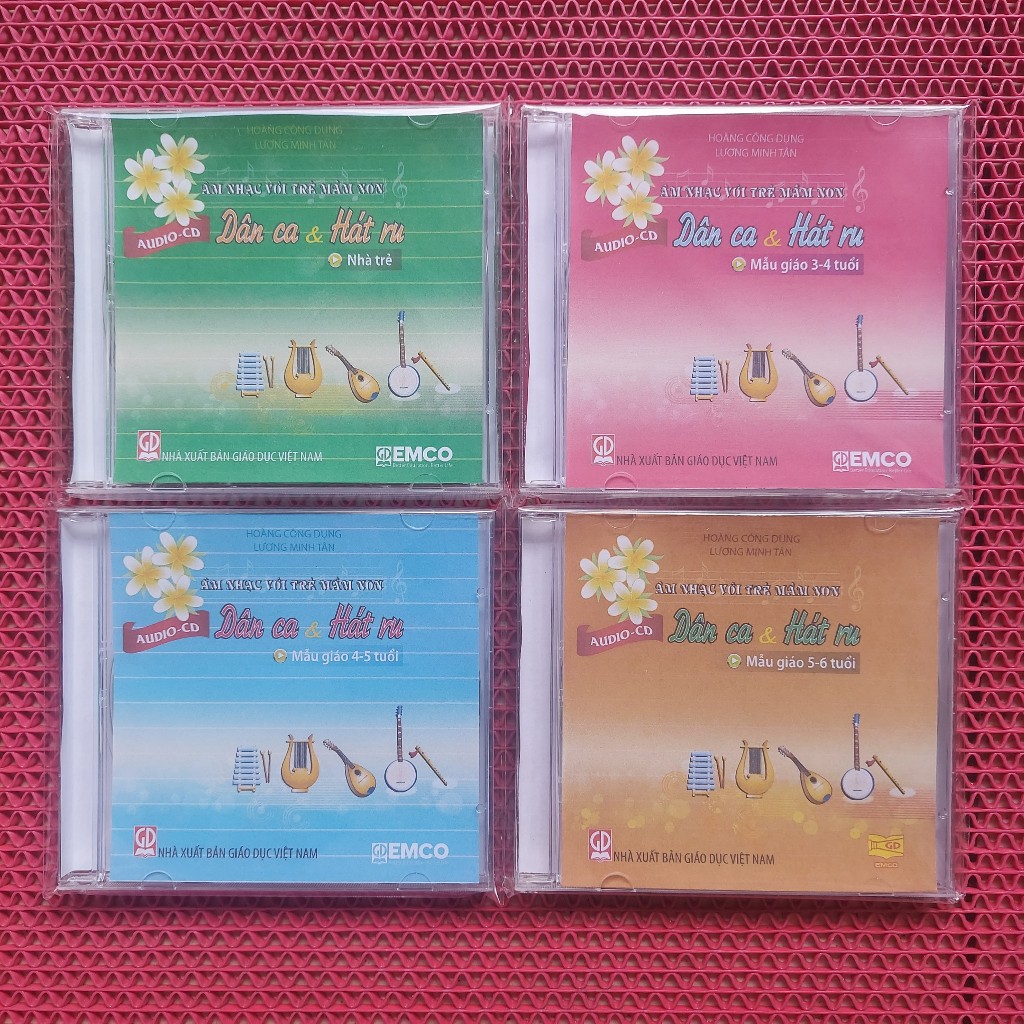 HOÀNG CÔNG DỤNG
LƯƠNG MINH TÂN
ÂM NHẠC VỚI TRẺ MẦM NON
AUDIO-CD
Dân ca & Hát ru
Nhà trẻ
GD
NHÀ XUẤT BẢN GIÁO DỤC VIỆT NAM
EMCO
HOÀNG CÔNG DỤNG
LƯƠNG MINH TÂN
ÂM NHẠC VỚI TRẺ MẦM NON
AUDIO-CD
Dân ca & Hát ru
Mẫu giáo 3-4 tuổi
GD
NHÀ XUẤT BẢN GIÁO DỤC VIỆT NAM
EMCO
HOÀNG CÔNG DỤNG
LƯƠNG MINH TÂN
ÂM NHẠC VỚI TRẺ MẦM NON
AUDIO-CD
Dân ca & Hát ru
Mẫu giáo 4-5 tuổi
GD
NHÀ XUẤT BẢN GIÁO DỤC VIỆT NAM
EMCO
HOÀNG CÔNG DỤNG
LƯƠNG MINH TÂN
ÂM NHẠC VỚI TRẺ MẦM NON
AUDIO-CD
Dân ca & Hát ru
Mẫu giáo 5-6 tuổi
GD
NHÀ XUẤT BẢN GIÁO DỤC VIỆT NAM
GD
EMCO